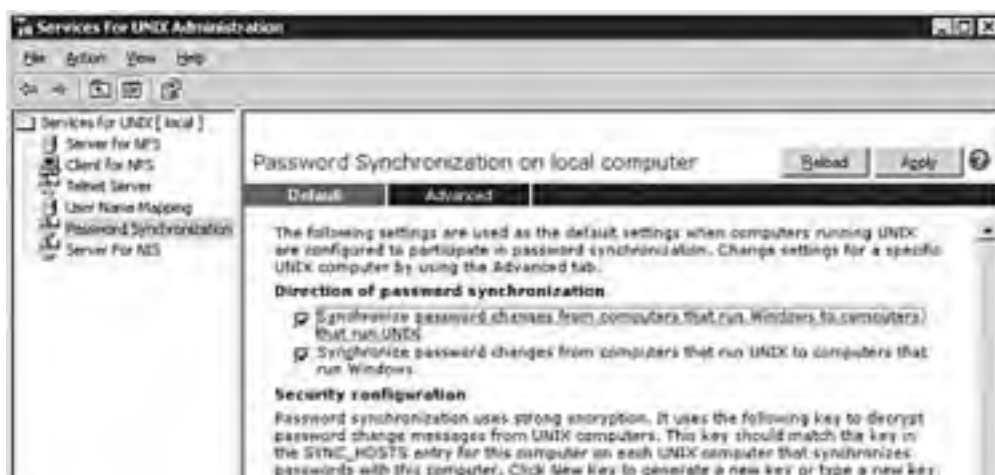 Services For UNIX Administration
File Action View Help
Services for UNIX [ local ]
Server for NFS
Client for NFS
Telnet Server
User Name Mapping
Password Synchronization
Server For NIS
Password Synchronization on local computer
Reload Apply
Default Advanced
The following settings are used as the default settings when computers running UNIX
are configured to participate in password synchronization. Change settings for a specific
UNIX computer by using the Advanced tab.
Direction of password synchronization
Synchronize password changes from computers that run Windows to computers
that run UNIX
Synchronize password changes from computers that run UNIX to computers that
run Windows
Security configuration
Password synchronization uses strong encryption. It uses the following key to decrypt
password change messages from UNIX computers. This key should match the key in
the SYNC_HOSTS entry for this computer on each UNIX computer that synchronizes
passwords with this computer. Click New Key to generate a new key or type a new key